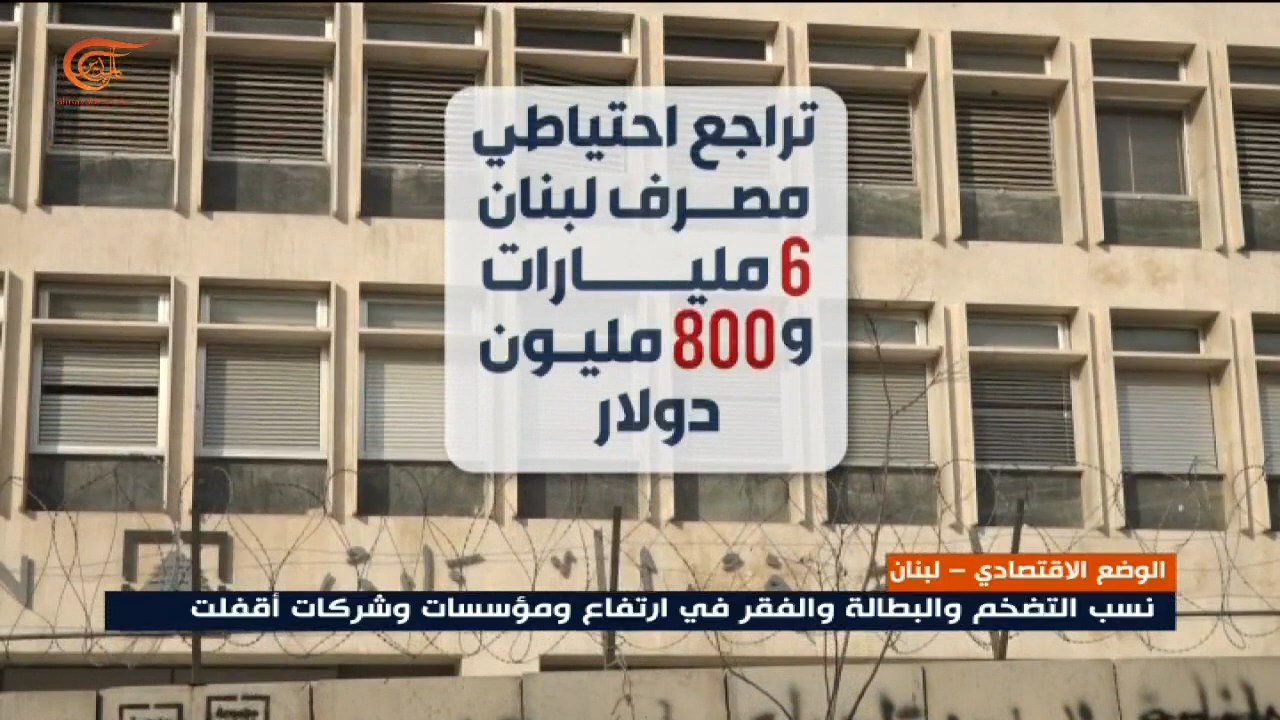 تراجع احتياطي
مصرف لبنان
6 مليارات
و800 مليون
دولار
الوضع الاقتصادي – لبنان
نسب التضخم والبطالة والفقر في ارتفاع ومؤسسات وشركات أقفلت